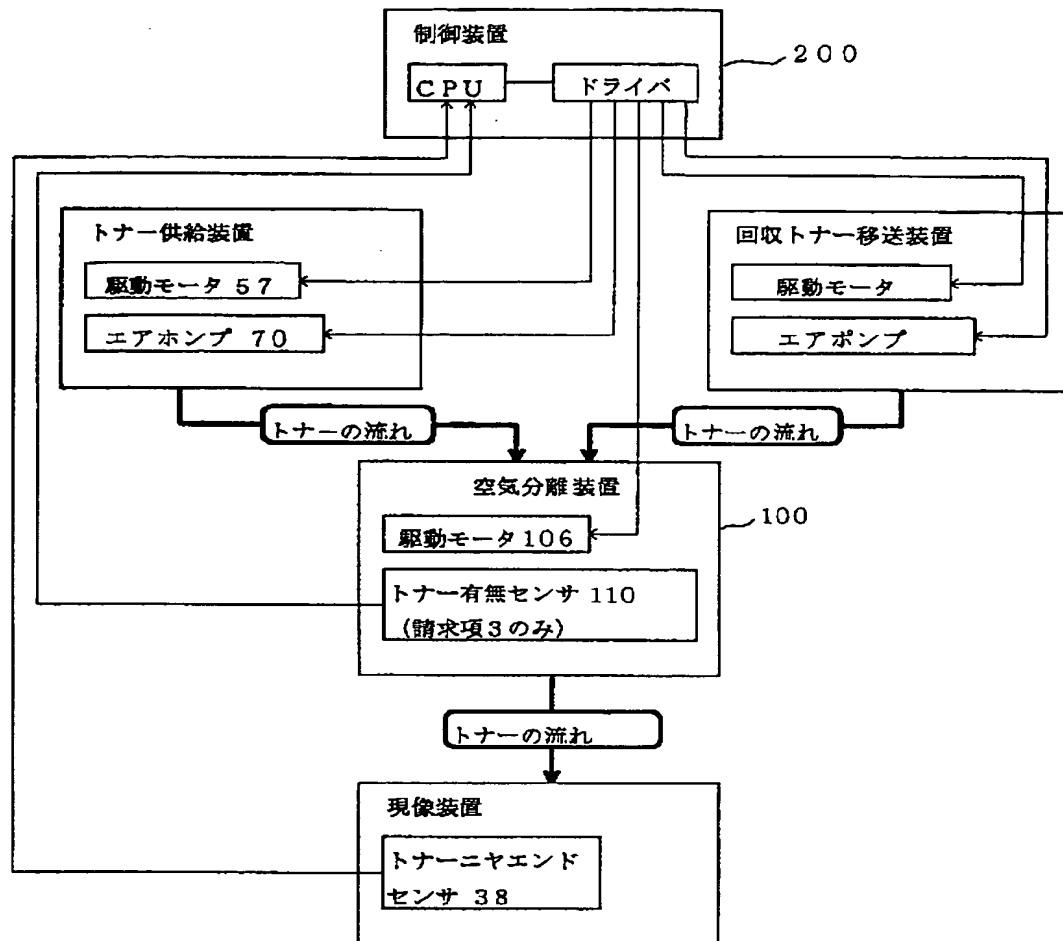 制御装置
200
CPU
ドライバ
トナー供給装置
駆動モータ 57
エアホンプ 70
回収トナー移送装置
駆動モータ
エアポンプ
トナーの流れ
トナーの流れ
空気分離装置
100
駆動モータ106
トナー有無センサ 110
(請求項3のみ)
トナーの流れ
現像装置
トナーニヤエンド
センサ 38